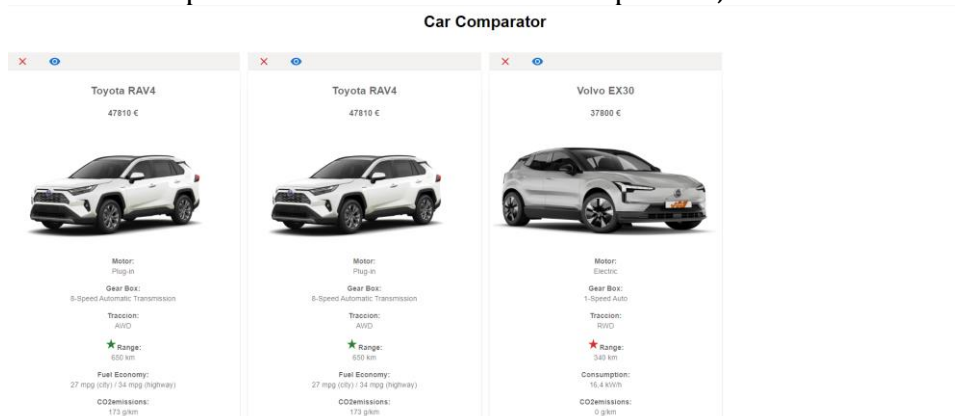 Car Comparator
Toyota RAV4
47810 €
Motor:
Plug-in
Gear Box:
8-Speed Automatic Transmission
Traccion:
AWD
Range:
650 km
Fuel Economy:
27 mpg (city) / 34 mpg (highway)
CO2emissions:
173 g/km
Toyota RAV4
47810 €
Motor:
Plug-in
Gear Box:
8-Speed Automatic Transmission
Traccion:
AWD
Range:
650 km
Fuel Economy:
27 mpg (city) / 34 mpg (highway)
CO2emissions:
173 g/km
Volvo EX30
37800 €
Motor:
Electric
Gear Box:
1-Speed Auto
Traccion:
RWD
Range:
340 km
Consumption:
16,4 kW/h
CO2emissions:
0 g/km